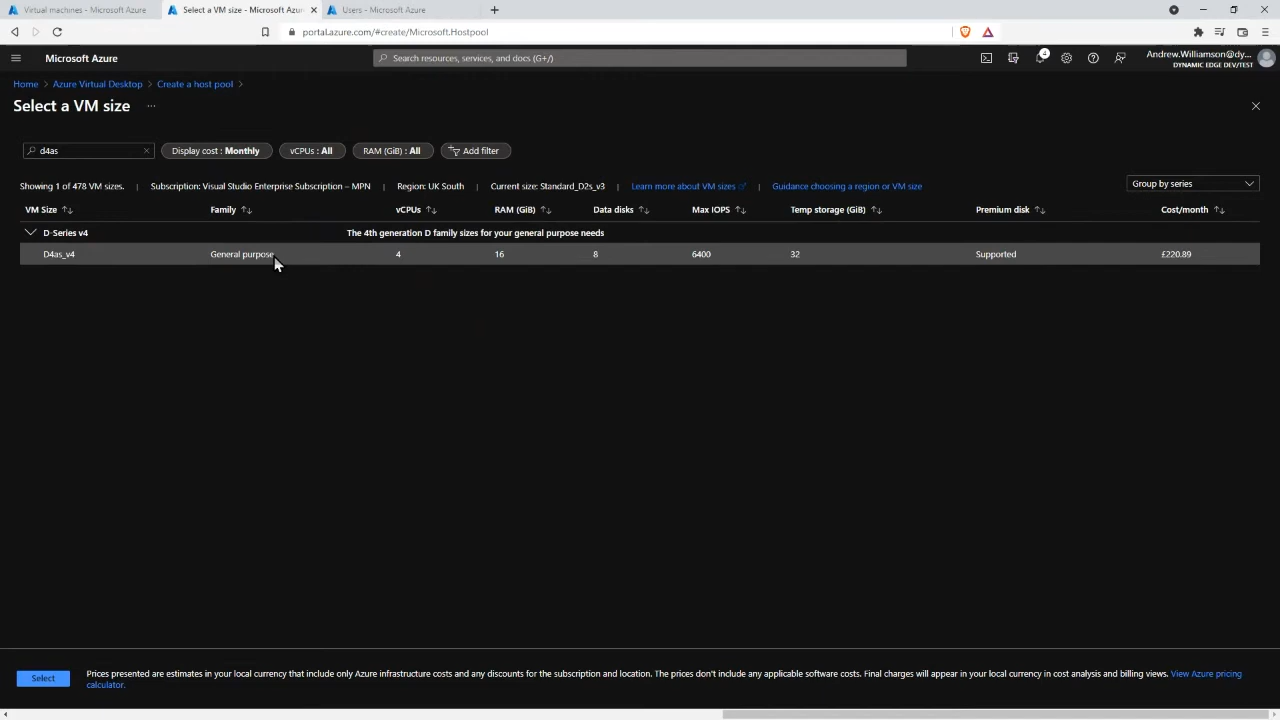 Virtual machines - Microsoft Azure
Select a VM size - Microsoft Azure
Users - Microsoft Azure
portal.azure.com/#create/Microsoft.Hostpool
Microsoft Azure
Search resources, services, and docs (G+/)
4
Andrew.Williamson@dy...
DYNAMIC EDGE DEV/TEST
Home > Azure Virtual Desktop > Create a host pool >
Select a VM size ...
d4as
Display cost : Monthly
vCPUs : All
RAM (GiB) : All
Add filter
Showing 1 of 478 VM sizes. | Subscription: Visual Studio Enterprise Subscription – MPN | Region: UK South | Current size: Standard_D2s_v3 | Learn more about VM sizes | Guidance choosing a region or VM size
Group by series
VM Size Family vCPUs RAM (GiB) Data disks Max IOPS Temp storage (GiB) Premium disk Cost/month
D-Series v4 The 4th generation D family sizes for your general purpose needs
D4as_v4 General purpose 4 16 8 6400 32 Supported £220.89
Select
Prices presented are estimates in your local currency that include only Azure infrastructure costs and any discounts for the subscription and location. The prices don't include any applicable software costs. Final charges will appear in your local currency in cost analysis and billing views. View Azure pricing
calculator.